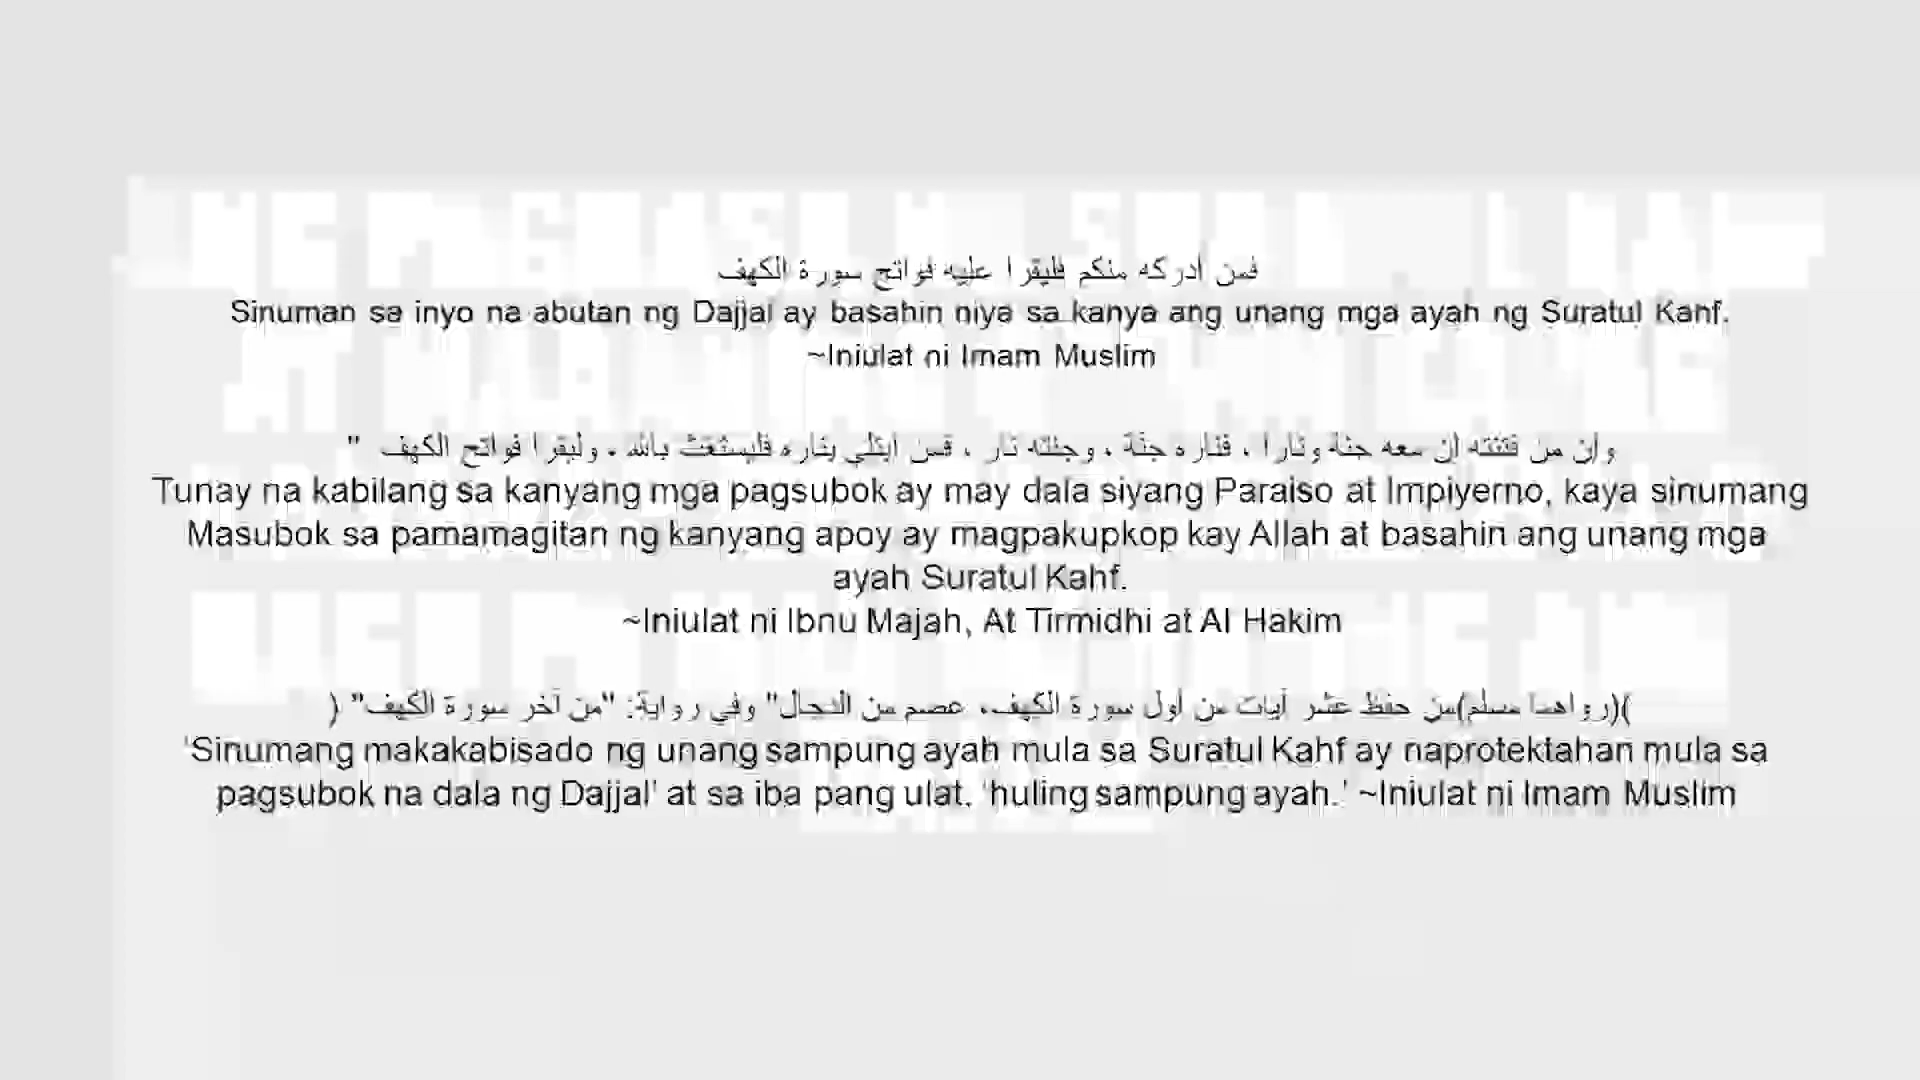 فمن أدركه منكم فليقرا عليه فواتح سورة الكهف
Sinuman sa inyo na abutan ng Dajjal ay basahin niya sa kanya ang unang mga ayah ng Suratul Kahf.
~Iniulat ni Imam Muslim
وإن من فتنته إن معه جنة ونارا ، فناره جنة ، وجنته نار ، فمن ابتلي بناره فليستغث بالله ، وليقرا فواتح الكهف "
Tunay na kabilang sa kanyang mga pagsubok ay may dala siyang Paraiso at Impiyerno, kaya sinumang
Masubok sa pamamagitan ng kanyang apoy ay magpakupkop kay Allah at basahin ang unang mga
ayah Suratul Kahf.
~Iniulat ni Ibnu Majah, At Tirmidhi at Al Hakim
)(رواهما مسلم)من حفظ عشر آيات من أول سورة الكهف، عصم من الدجال" وفي رواية: "من آخر سورة الكهف" (
'Sinumang makakabisado ng unang sampung ayah mula sa Suratul Kahf ay naprotektahan mula sa
pagsubok na dala ng Dajjal' at sa iba pang ulat. 'huling sampung ayah.' ~Iniulat ni Imam Muslim